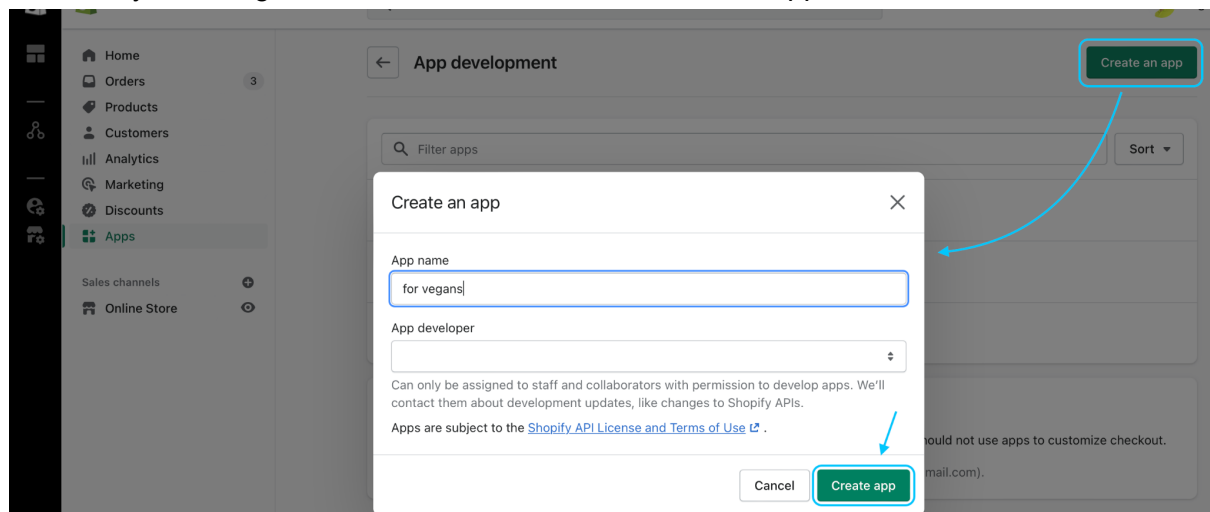 Home
Orders 3
Products
Customers
Analytics
Marketing
Discounts
Apps
Sales channels
Online Store
App development
Create an app
Filter apps
Sort
Create an app
App name
for vegans
App developer
Can only be assigned to staff and collaborators with permission to develop apps. We'll
contact them about development updates, like changes to Shopify APIs.
Apps are subject to the Shopify API License and Terms of Use .
Cancel
Create app
should not use apps to customize checkout.
mail.com).